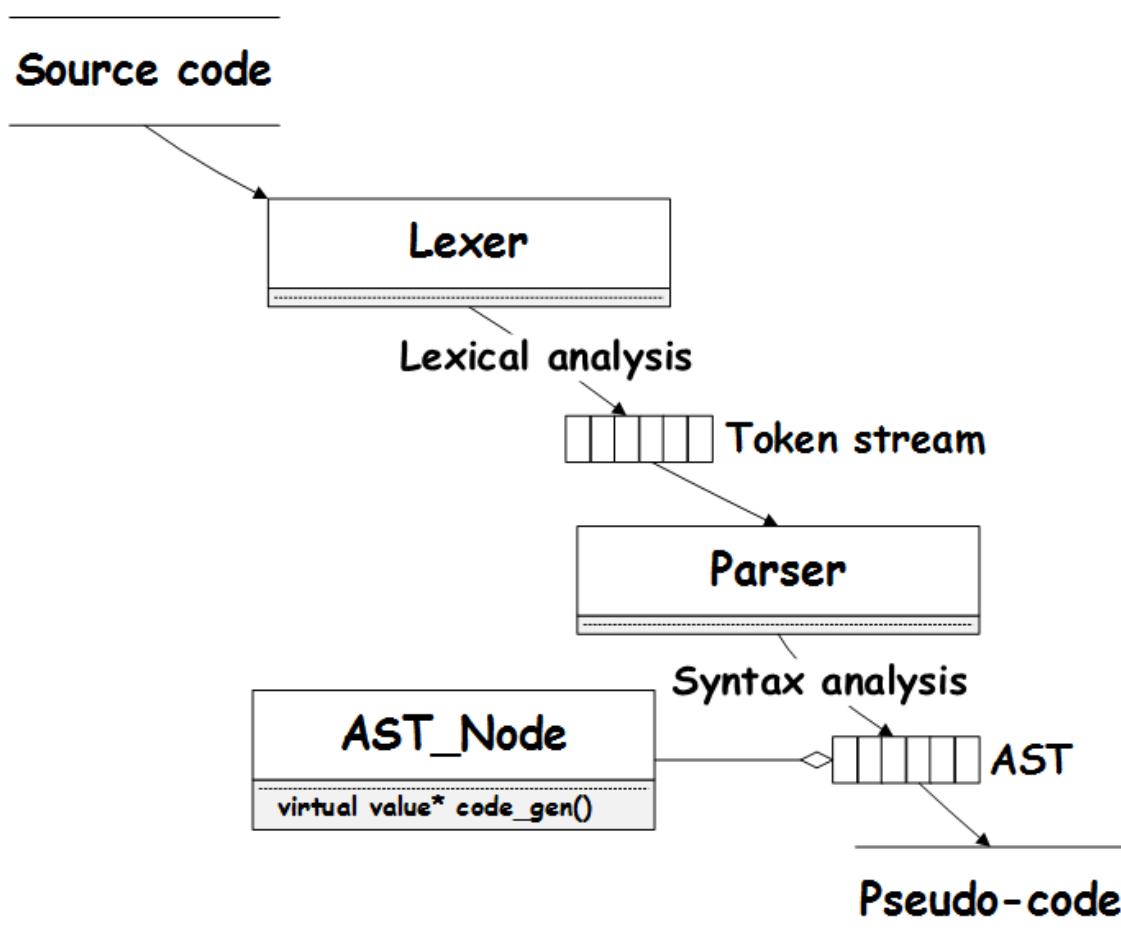 Source code
Lexer
Lexical analysis
Token stream
Parser
Syntax analysis
AST_Node
virtual value* code_gen()
AST
Pseudo-code